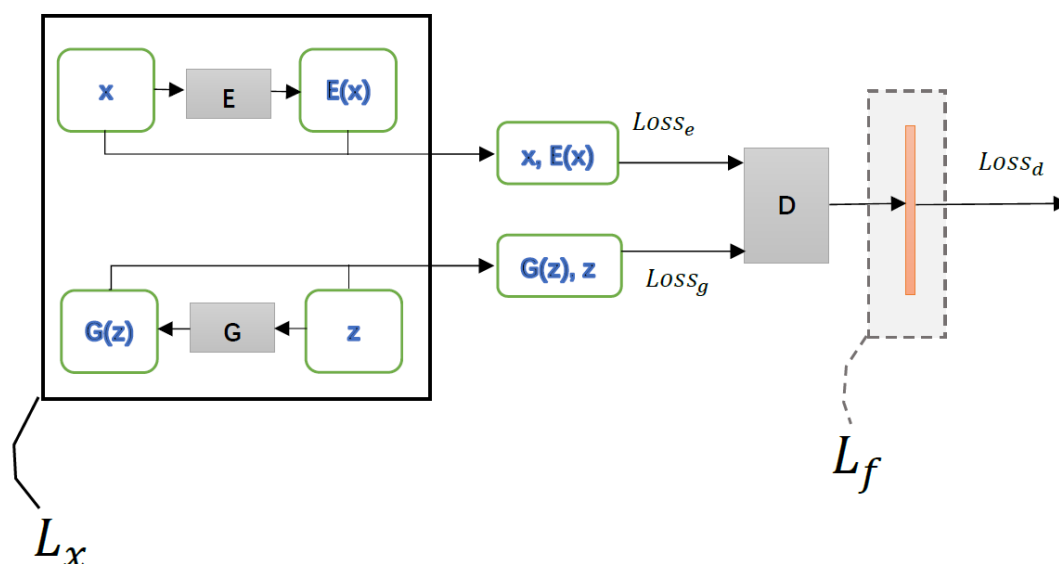 x
E
E(x)
x, E(x)
Loss_e
D
Loss_d
G(z), z
Loss_g
G(z)
G
z
L_f
L_x